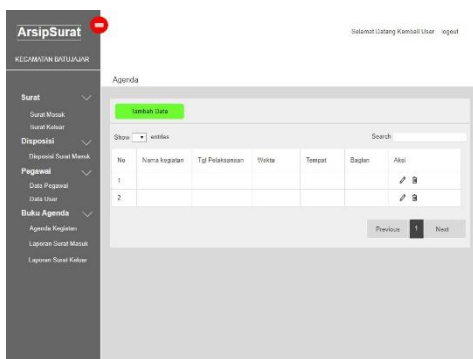 ArsipSurat
KECAMATAN BATUJAJAR
Selamat Datang Kembali User logout
Agenda
Surat
Surat Masuk
Surat Keluar
Disposisi
Disposisi Surat Masuk
Pegawai
Data Pegawai
Data User
Buku Agenda
Agenda Kegiatan
Laporan Surat Masuk
Laporan Surat Keluar
Tambah Data
Show entries
Search
No Nama kegiatan Tgl Pelaksanaan Waktu Tempat Bagian Aksi
1
2
Previous 1 Next